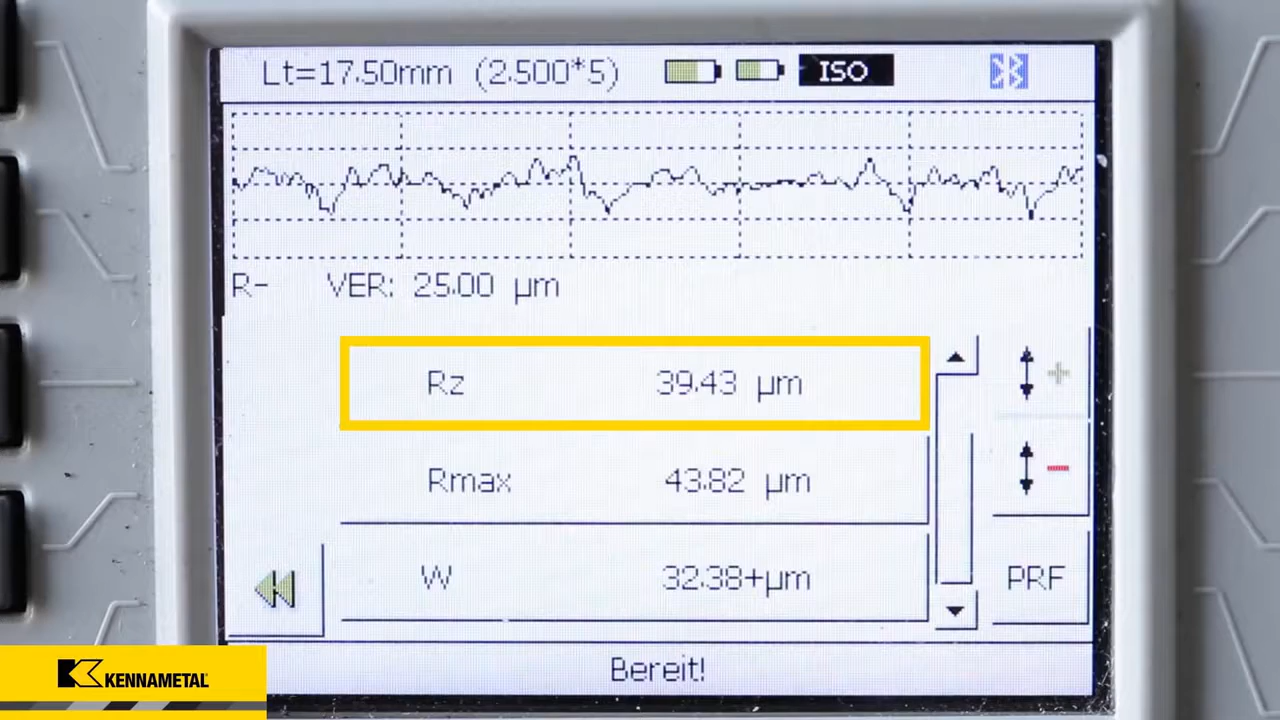 Lt=17.50mm (2.500*5) ISO
R- VER: 25.00 µm
Rz 39.43 µm
Rmax 43.82 µm
W 32.38+µm
PRF
Bereit!
KENNAMETAL